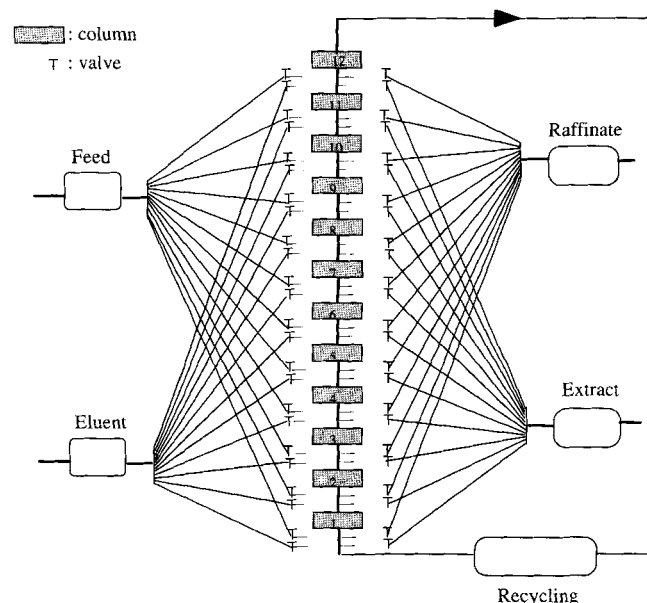 : column
T : valve
12
11
10
Feed
Raffinate
9
8
7
6
5
4
Eluent
Extract
3
2
1
Recycling